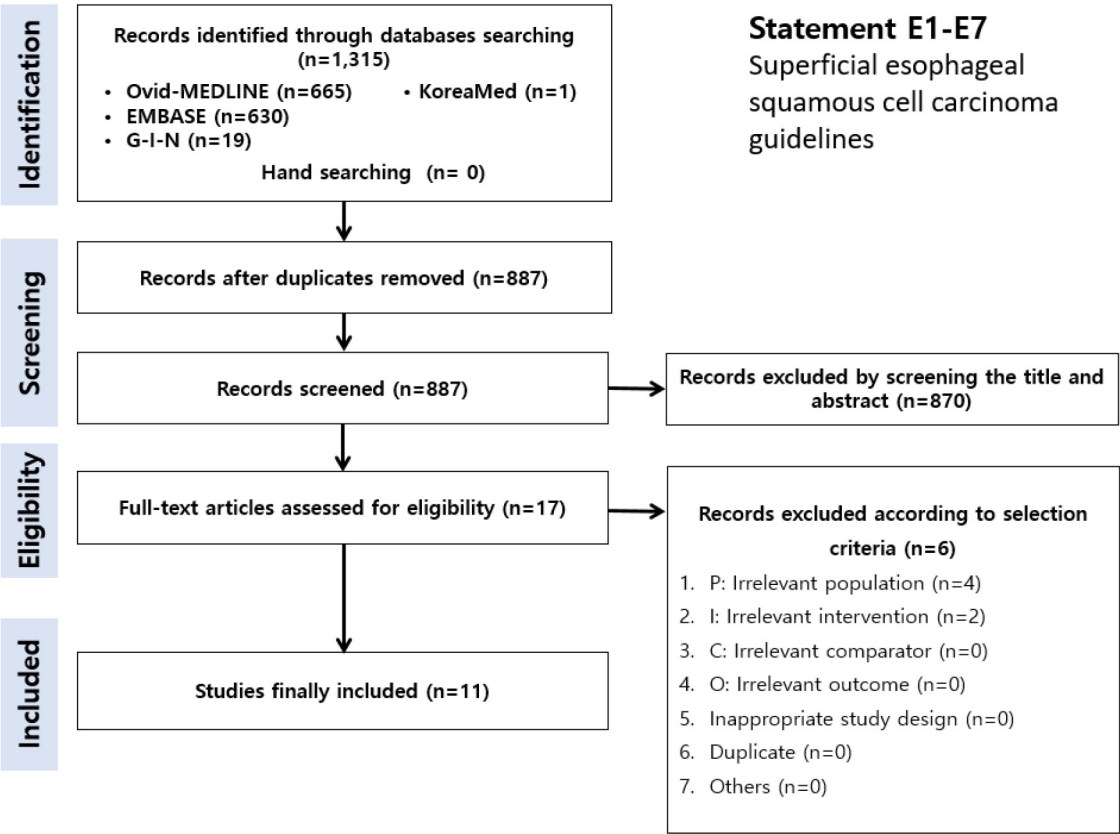 Statement E1-E7
Superficial esophageal
squamous cell carcinoma
guidelines
Identification
Records identified through databases searching
(n=1,315)
• Ovid-MEDLINE (n=665) • KoreaMed (n=1)
• EMBASE (n=630)
• G-I-N (n=19)
Hand searching (n= 0)
Screening
Records after duplicates removed (n=887)
Records screened (n=887)
Records excluded by screening the title and
abstract (n=870)
Eligibility
Full-text articles assessed for eligibility (n=17)
Records excluded according to selection
criteria (n=6)
1. P: Irrelevant population (n=4)
2. I: Irrelevant intervention (n=2)
3. C: Irrelevant comparator (n=0)
4. O: Irrelevant outcome (n=0)
5. Inappropriate study design (n=0)
6. Duplicate (n=0)
7. Others (n=0)
Included
Studies finally included (n=11)